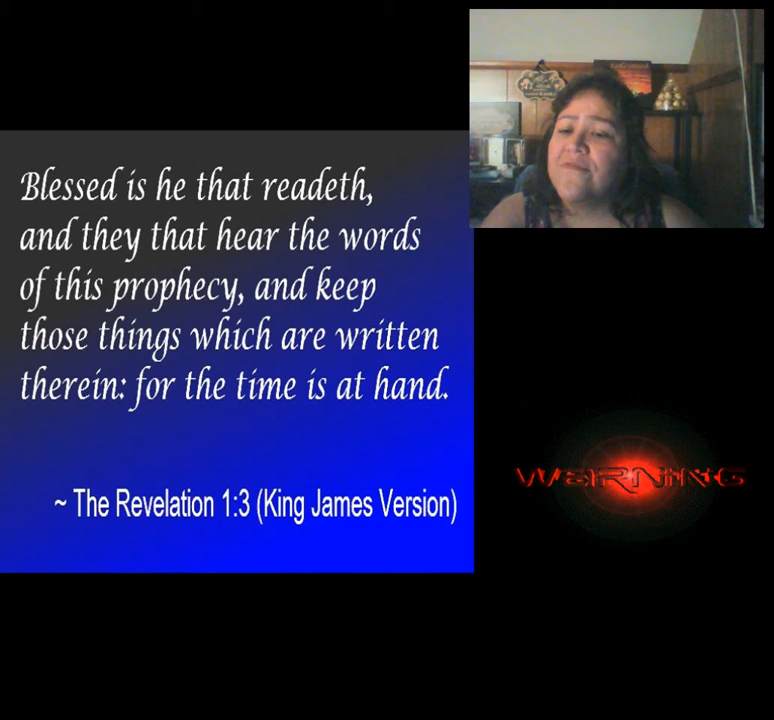 Blessed is he that readeth,
and they that hear the words
of this prophecy, and keep
those things which are written
therein: for the time is at hand.
~ The Revelation 1:3 (King James Version)
WARNING